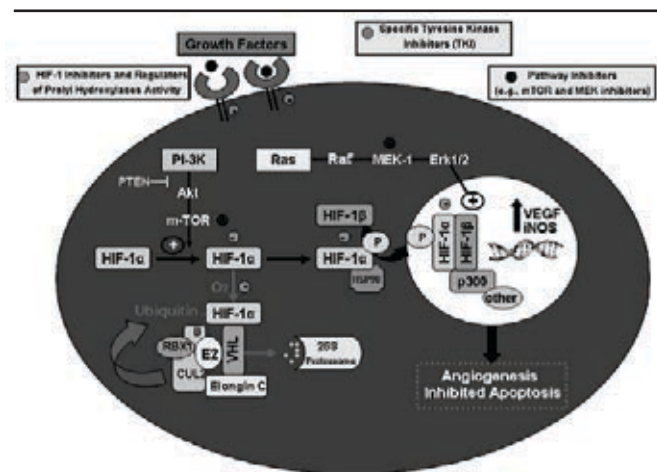 Growth Factors
Specific Tyresine Kinase
Inhibitors (TKI)
HIF-1 Inhibitors and Regulators
of Prolyl Hydroxylases Activity
Pathway Inhibitors
(e.g., mTOR and MEK inhibitors)
PI-3K
Ras
Raf
MEK-1
Erk1/2
PTEN
Akt
m-TOR
HIF-1β
P
HIF-1α
HIF-1α
HIF-1α
HSP90
P
HIF-1α
HIF-1β
VEGF
iNOS
p300
other
O₂
Ubiquitin
HIF-1α
RBX1
E2
VHL
CUL2
Elongin C
26S
Proteasome
Angiogenesis
Inhibited Apoptosis